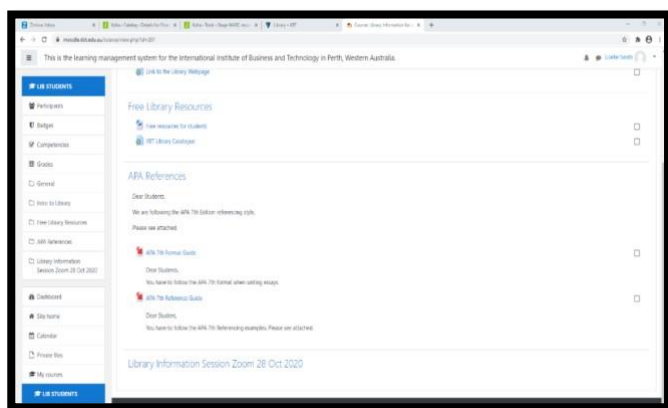 Library - IIBT
This is the learning management system for the International Institute of Business and Technology in Perth, Western Australia.
LIB STUDENTS
Participants
Badges
Competencies
Grades
General
Intro to Library
Free Library Resources
APA References
Library Information
Session Zoom 28 Oct 2020
Dashboard
Site home
Calendar
Private files
My courses
LIB STUDENTS
Link to the Library Webpage
Free Library Resources
Free resources for students
IIBT Library Catalogue
APA References
Dear Students,
We are following the APA 7th Edition referencing style.
Please see attached
APA 7th Format Guide
Dear Students,
You have to follow the APA 7th format when writing essays.
APA 7th Reference Guide
Dear Students,
You have to follow the APA 7th Referencing examples. Please see attached.
Library Information Session Zoom 28 Oct 2020